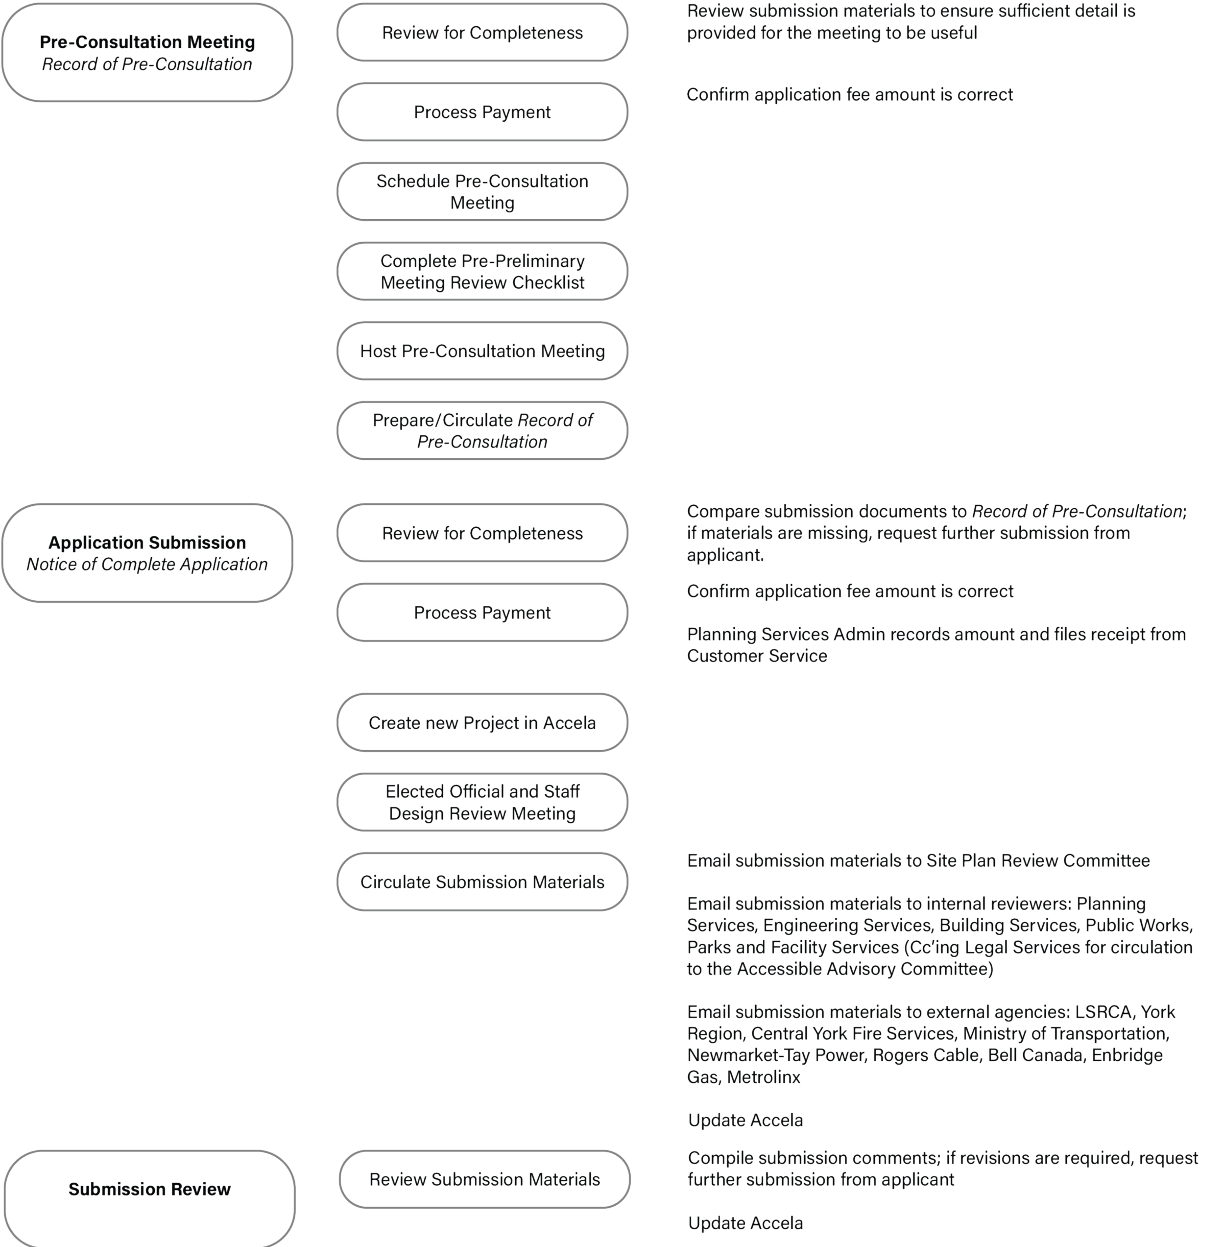 Pre-Consultation Meeting
Record of Pre-Consultation
Review for Completeness
Review submission materials to ensure sufficient detail is
provided for the meeting to be useful
Process Payment
Confirm application fee amount is correct
Schedule Pre-Consultation
Meeting
Complete Pre-Preliminary
Meeting Review Checklist
Host Pre-Consultation Meeting
Prepare/Circulate Record of
Pre-Consultation
Application Submission
Notice of Complete Application
Review for Completeness
Compare submission documents to Record of Pre-Consultation;
if materials are missing, request further submission from
applicant.
Process Payment
Confirm application fee amount is correct
Planning Services Admin records amount and files receipt from
Customer Service
Create new Project in Accela
Elected Official and Staff
Design Review Meeting
Circulate Submission Materials
Email submission materials to Site Plan Review Committee
Email submission materials to internal reviewers: Planning
Services, Engineering Services, Building Services, Public Works,
Parks and Facility Services (Cc'ing Legal Services for circulation
to the Accessible Advisory Committee)
Email submission materials to external agencies: LSRCA, York
Region, Central York Fire Services, Ministry of Transportation,
Newmarket-Tay Power, Rogers Cable, Bell Canada, Enbridge
Gas, Metrolinx
Update Accela
Submission Review
Review Submission Materials
Compile submission comments; if revisions are required, request
further submission from applicant
Update Accela